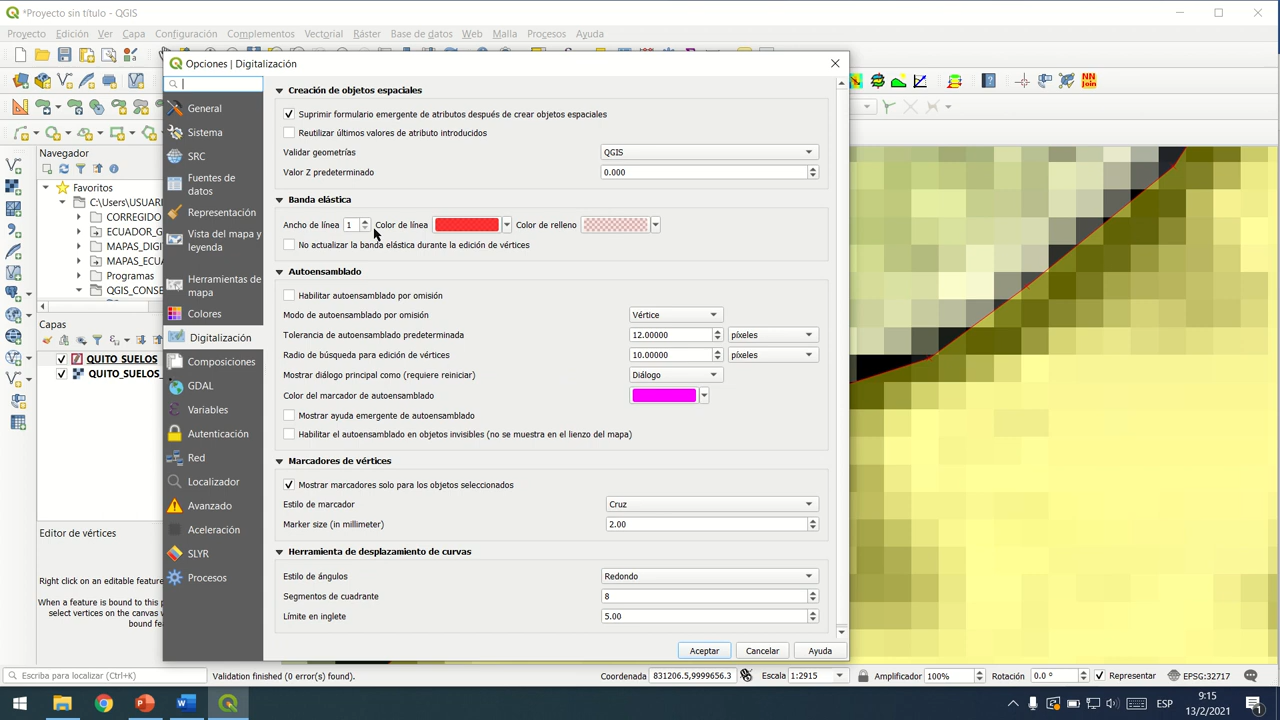 *Proyecto sin título - QGIS
Proyecto Edición Ver Capa Configuración Complementos Vectorial Ráster Base de datos Web Malla Procesos Ayuda
Opciones | Digitalización
General
Sistema
SRC
Fuentes de
datos
Representación
Vista del mapa y
leyenda
Herramientas de
mapa
Colores
Digitalización
Composiciones
GDAL
Variables
Autenticación
Red
Localizador
Avanzado
Aceleración
SLYR
Procesos
Creación de objetos espaciales
Suprimir formulario emergente de atributos después de crear objetos espaciales
Reutilizar últimos valores de atributo introducidos
Validar geometrías QGIS
Valor Z predeterminado 0.000
Banda elástica
Ancho de línea 1 Color de línea Color de relleno
No actualizar la banda elástica durante la edición de vértices
Autoensamblado
Habilitar autoensamblado por omisión
Modo de autoensamblado por omisión Vértice
Tolerancia de autoensamblado predeterminada 12.00000 píxeles
Radio de búsqueda para edición de vértices 10.00000 píxeles
Mostrar diálogo principal como (requiere reiniciar) Diálogo
Color del marcador de autoensamblado
Mostrar ayuda emergente de autoensamblado
Habilitar el autoensamblado en objetos invisibles (no se muestra en el lienzo del mapa)
Marcadores de vértices
Mostrar marcadores solo para los objetos seleccionados
Estilo de marcador Cruz
Marker size (in millimeter) 2.00
Herramienta de desplazamiento de curvas
Estilo de ángulos Redondo
Segmentos de cuadrante 8
Límite en inglete 5.00
Aceptar Cancelar Ayuda
NN
join
Navegador
Favoritos
C:\Users\USUARI
CORREGIDO
ECUADOR_G
MAPAS_DIGI
MAPAS_ECUA
Programas
QGIS_CONSE
Capas
QUITO_SUELOS
QUITO_SUELOS_
Editor de vértices
Right click on an editable feature
When a feature is bound to this p
select vertices on the canvas w
bound fea
Escriba para localizar (Ctrl+K) Validation finished (0 error(s) found). Coordenada 831206.5,9999656.3 Escala 1:2915 Amplificador 100% Rotación 0.0 ° Representar EPSG:32717
ESP
9:15
13/2/2021
1